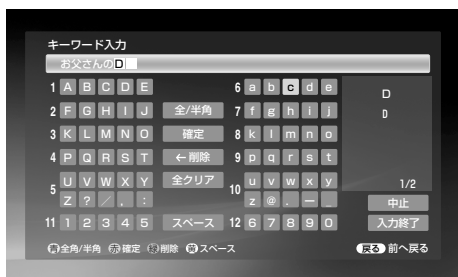 キーワード入力
お父さんのD
1 A B C D E 6 a b c d e D
2 F G H I J 全/半角 7 f g h i j D
3 K L M N O 確定 8 k l m n o
4 P Q R S T ←削除 9 p q r s t
5 U V W X Y 全クリア 10 u v w x y 1/2
Z ? / . : z @ . ー _ 中止
11 1 2 3 4 5 スペース 12 6 7 8 9 0 入力終了
青 全角/半角 赤 確定 緑 削除 黄 スペース 戻る 前へ戻る